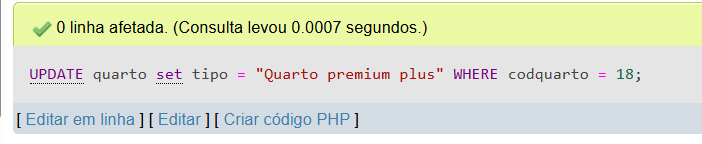 0 linha afetada. (Consulta levou 0.0007 segundos.)
UPDATE quarto set tipo = "Quarto premium plus" WHERE codquarto = 18;
[ Editar em linha ] [ Editar ] [ Criar código PHP ]